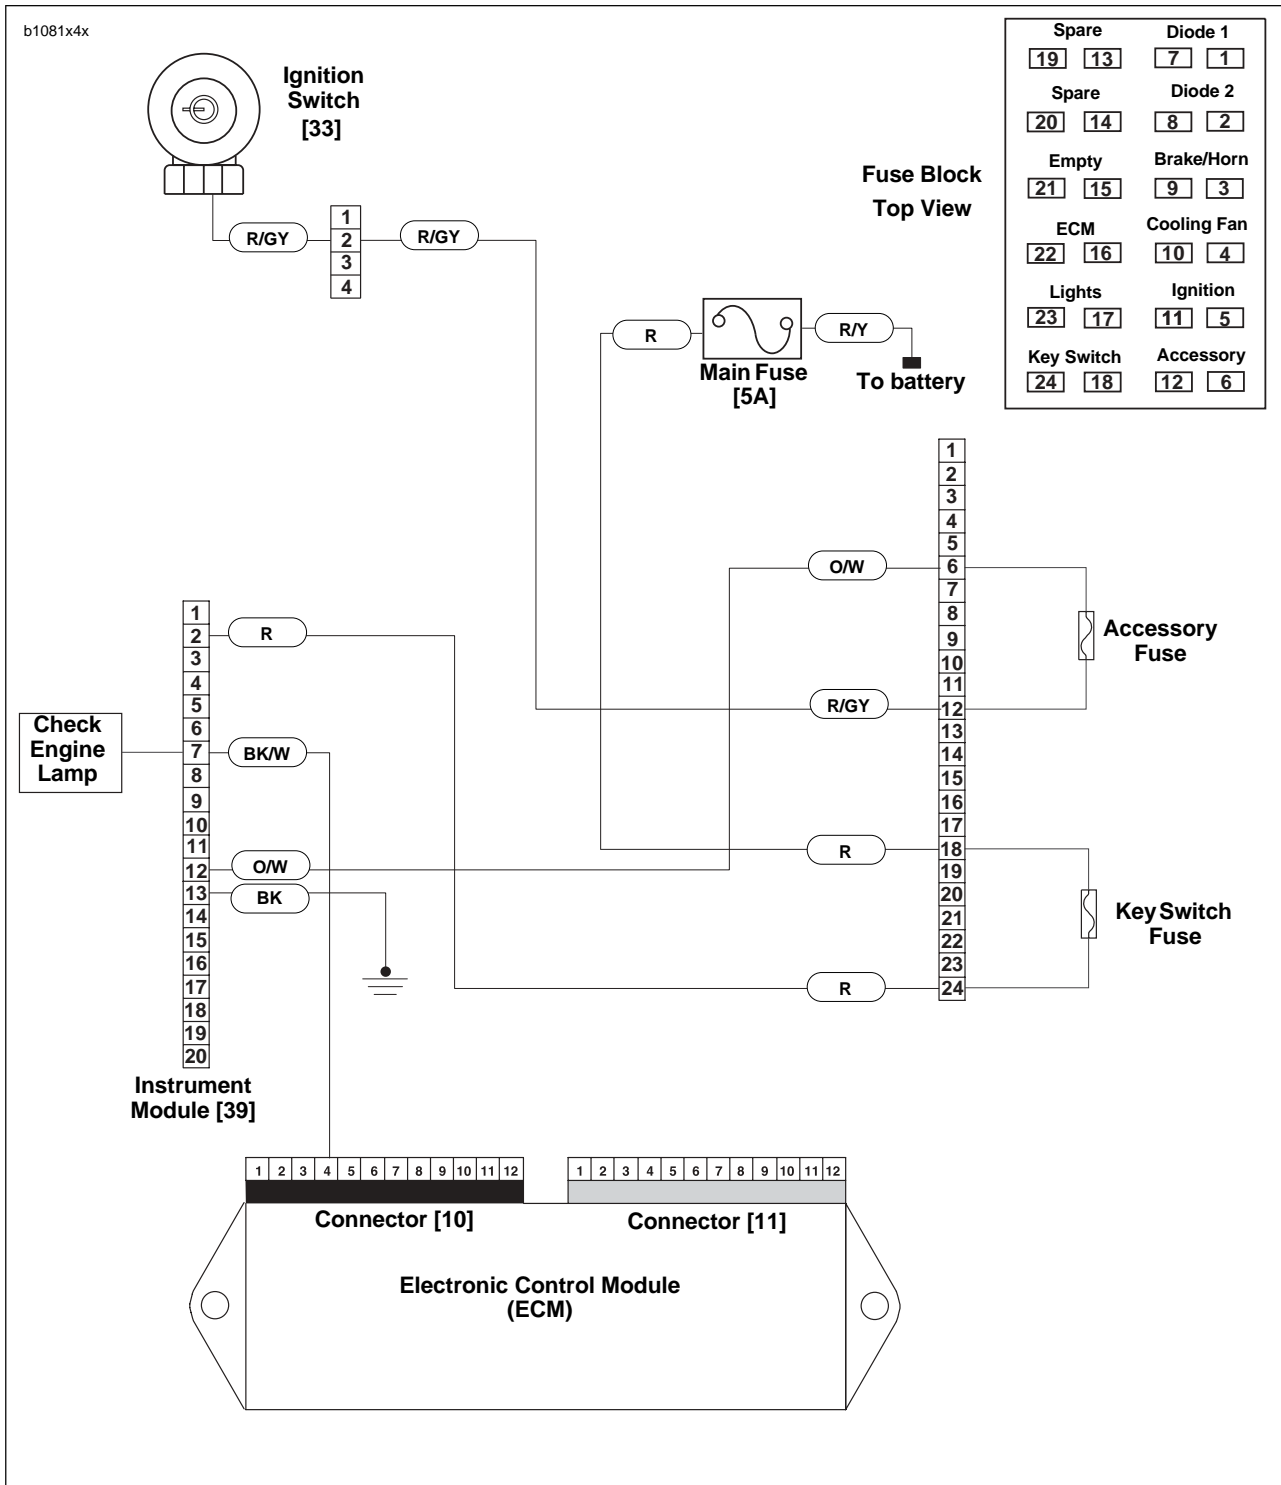 b1081x4x
Ignition
Switch
[33]
R/GY
1
2
3
4
R/GY
Fuse Block
Top View
Spare Diode 1
19 13 7 1
Spare Diode 2
20 14 8 2
Empty Brake/Horn
21 15 9 3
ECM Cooling Fan
22 16 10 4
Lights Ignition
23 17 11 5
Key Switch Accessory
24 18 12 6
R
R/Y
Main Fuse
[5A]
To battery
1
2
3
4
5
6
7
8
9
10
11
12
13
14
15
16
17
18
19
20
21
22
23
24
O/W
R/GY
R
R
Accessory
Fuse
Key Switch
Fuse
Check
Engine
Lamp
1
2
3
4
5
6
7
8
9
10
11
12
13
14
15
16
17
18
19
20
R
BK/W
O/W
BK
Instrument
Module [39]
1 2 3 4 5 6 7 8 9 10 11 12
1 2 3 4 5 6 7 8 9 10 11 12
Connector [10]
Connector [11]
Electronic Control Module
(ECM)